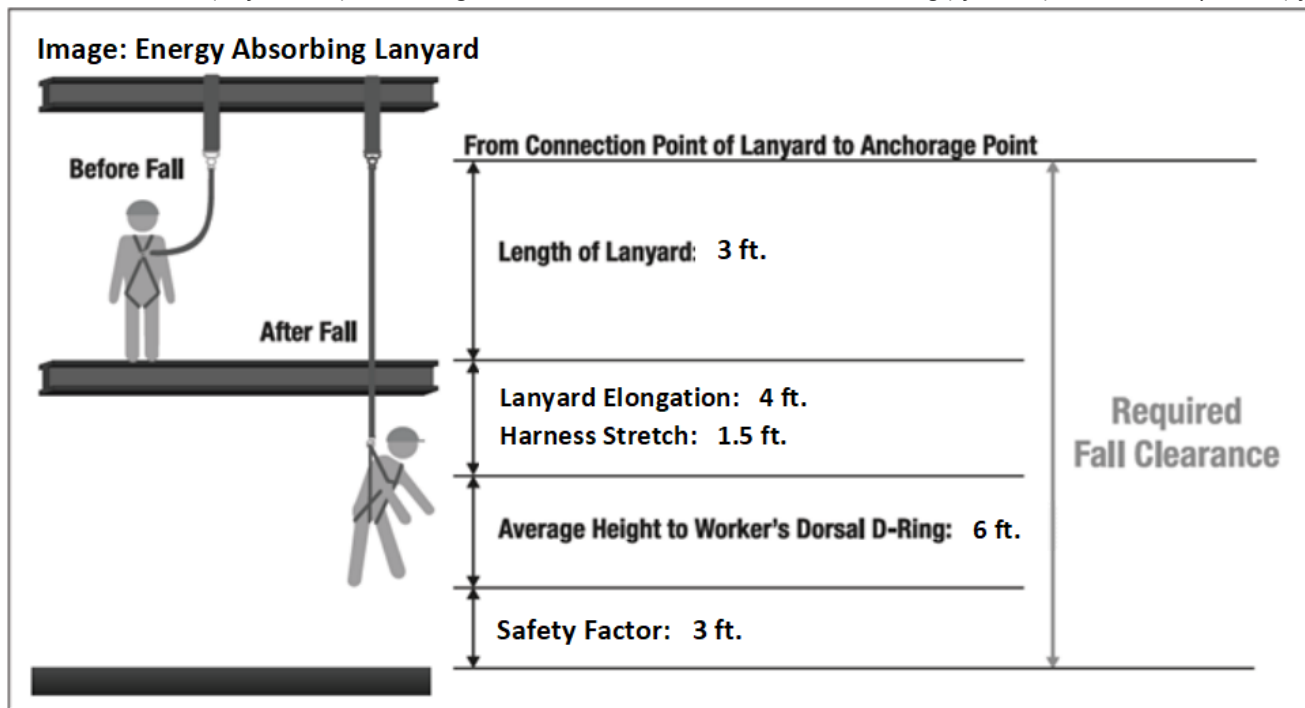 Image: Energy Absorbing Lanyard
From Connection Point of Lanyard to Anchorage Point
Before Fall
Length of Lanyard: 3 ft.
After Fall
Lanyard Elongation: 4 ft.
Harness Stretch: 1.5 ft.
Required
Fall Clearance
Average Height to Worker's Dorsal D-Ring: 6 ft.
Safety Factor: 3 ft.